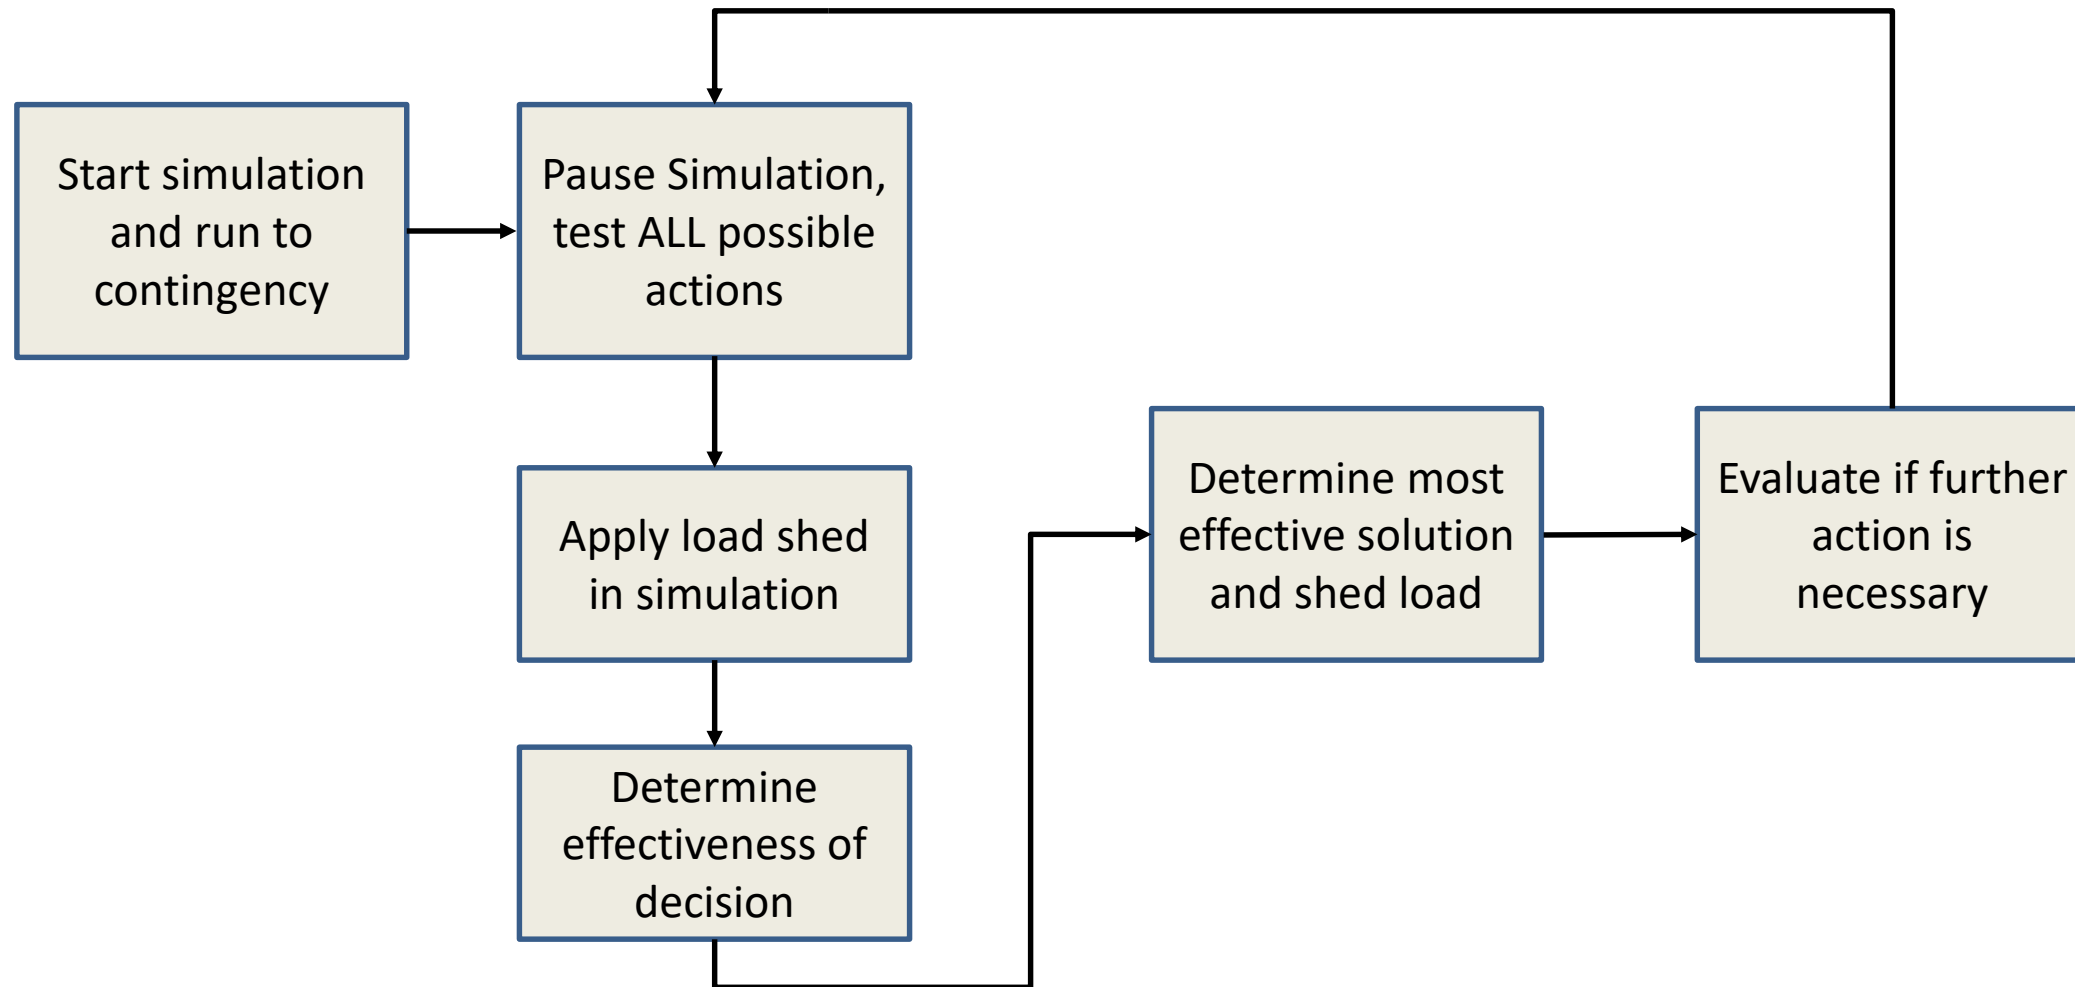 Start simulation
and run to
contingency
Pause Simulation,
test ALL possible
actions
Apply load shed
in simulation
Determine
effectiveness of
decision
Determine most
effective solution
and shed load
Evaluate if further
action is
necessary